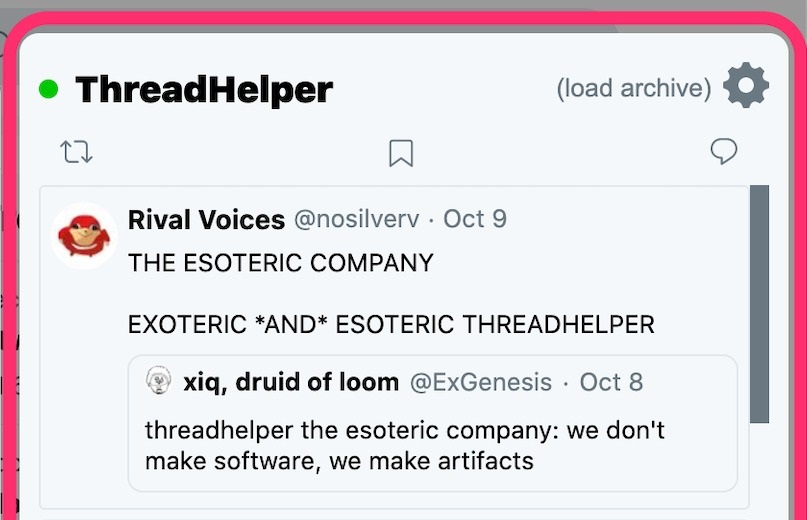 ThreadHelper
(load archive)
Rival Voices @nosilverv · Oct 9
THE ESOTERIC COMPANY
EXOTERIC *AND* ESOTERIC THREADHELPER
xiq, druid of loom @ExGenesis · Oct 8
threadhelper the esoteric company: we don't
make software, we make artifacts